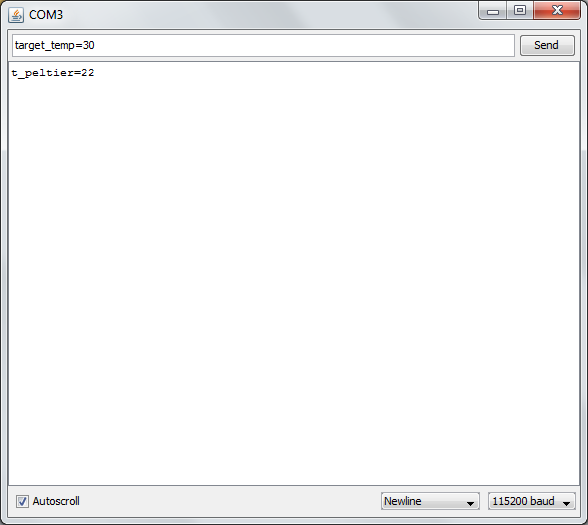 COM3
target_temp=30
Send
t_peltier=22
Autoscroll
Newline
115200 baud